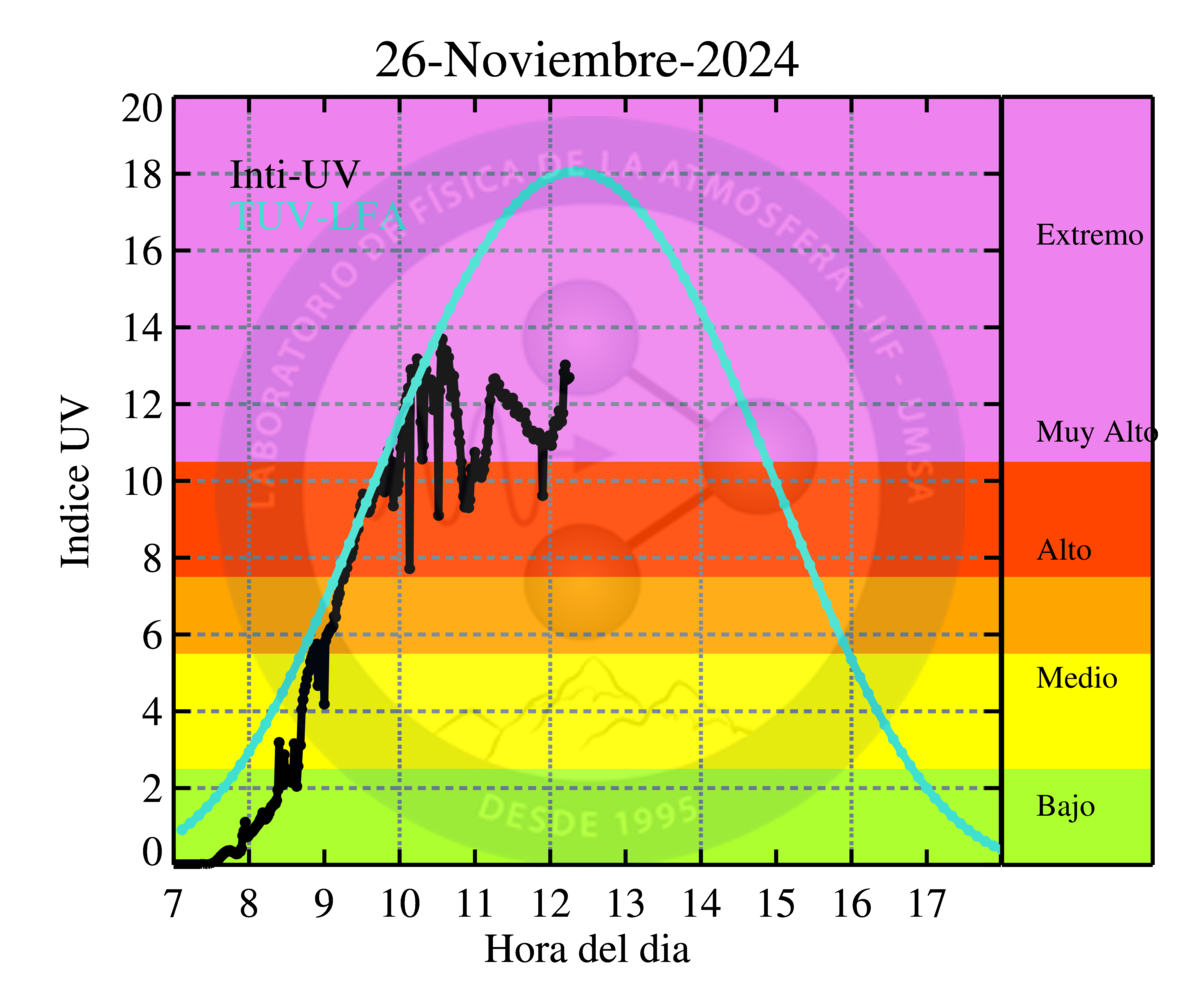 26-Noviembre-2024
20
18
16
14
12
10
8
6
4
2
0
Indice UV
Inti-UV
TUV-LFA
LABORATORIO DE FÍSICA DE LA ATMÓSFERA - IIF - UMSA
DESDE 1995
Extremo
Muy Alto
Alto
Medio
Bajo
7 8 9 10 11 12 13 14 15 16 17
Hora del dia